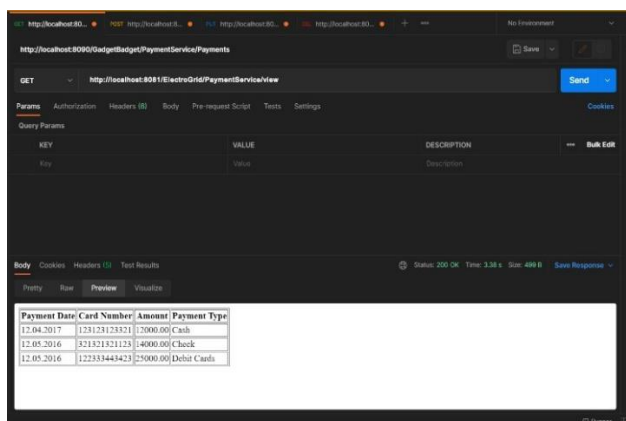 GET http://localhost:80... POST http://localhost:8... PUT http://localhost:80... http://localhost:80... + No Environment
http://localhost:8090/GadgetBudget/PaymentService/Payments Save
GET http://localhost:8081/ElectroGrid/PaymentService/view Send
Params Authorization Headers (6) Body Pre-request Script Tests Settings Cookies
Query Params
KEY VALUE DESCRIPTION Bulk Edit
Key Value Description
Body Cookies Headers (5) Test Results Status: 200 OK Time: 3.38 s Size: 499 B Save Response
Pretty Raw Preview Visualize
Payment Date Card Number Amount Payment Type
12.04.2017 123123123321 12000.00 Cash
12.05.2016 321321321123 14000.00 Check
12.05.2016 122333443423 25000.00 Debit Cards